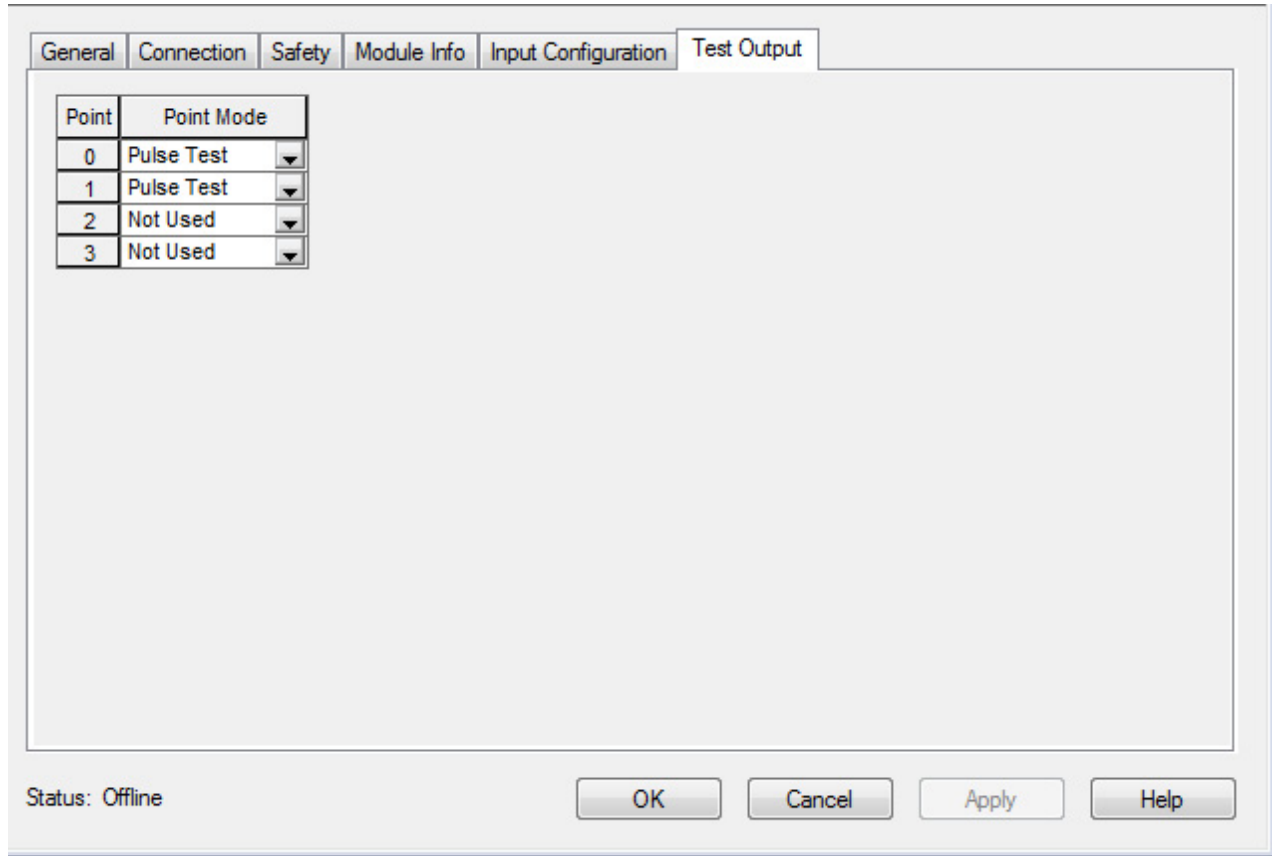 General Connection Safety Module Info Input Configuration Test Output
Point Point Mode
0 Pulse Test
1 Pulse Test
2 Not Used
3 Not Used
Status: Offline OK Cancel Apply Help